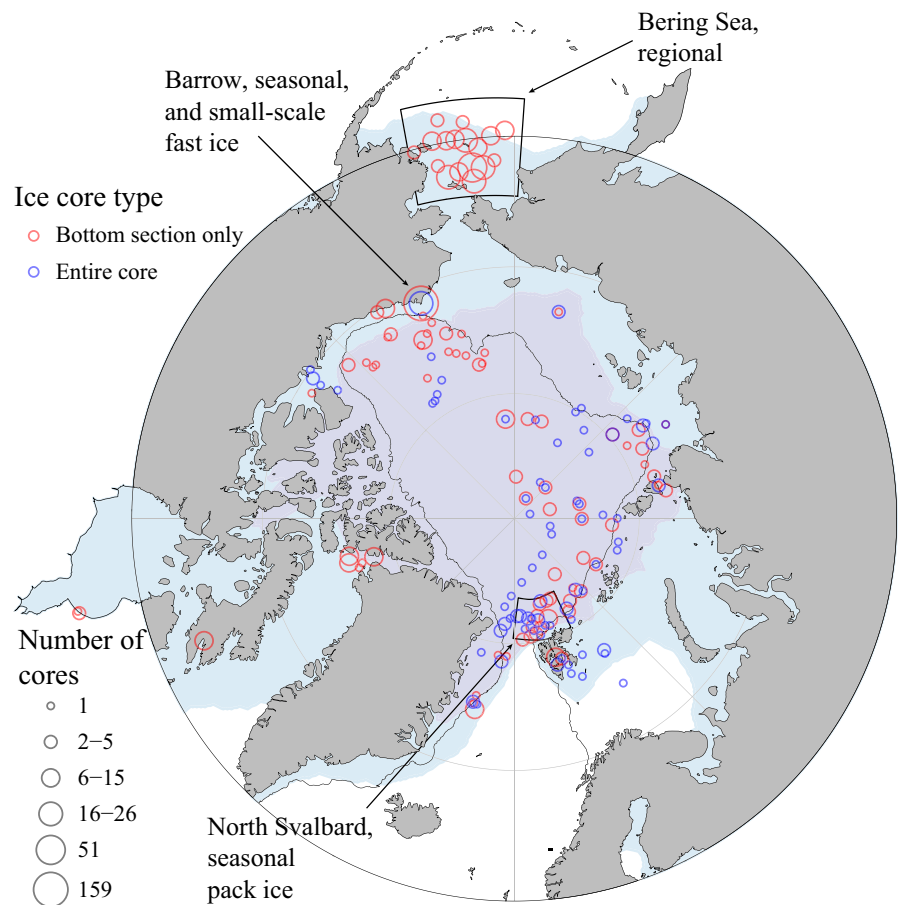 Bering Sea,
regional
Barrow, seasonal,
and small-scale
fast ice
Ice core type
Bottom section only
Entire core
Number of
cores
1
2−5
6−15
16−26
51
159
North Svalbard,
seasonal
pack ice